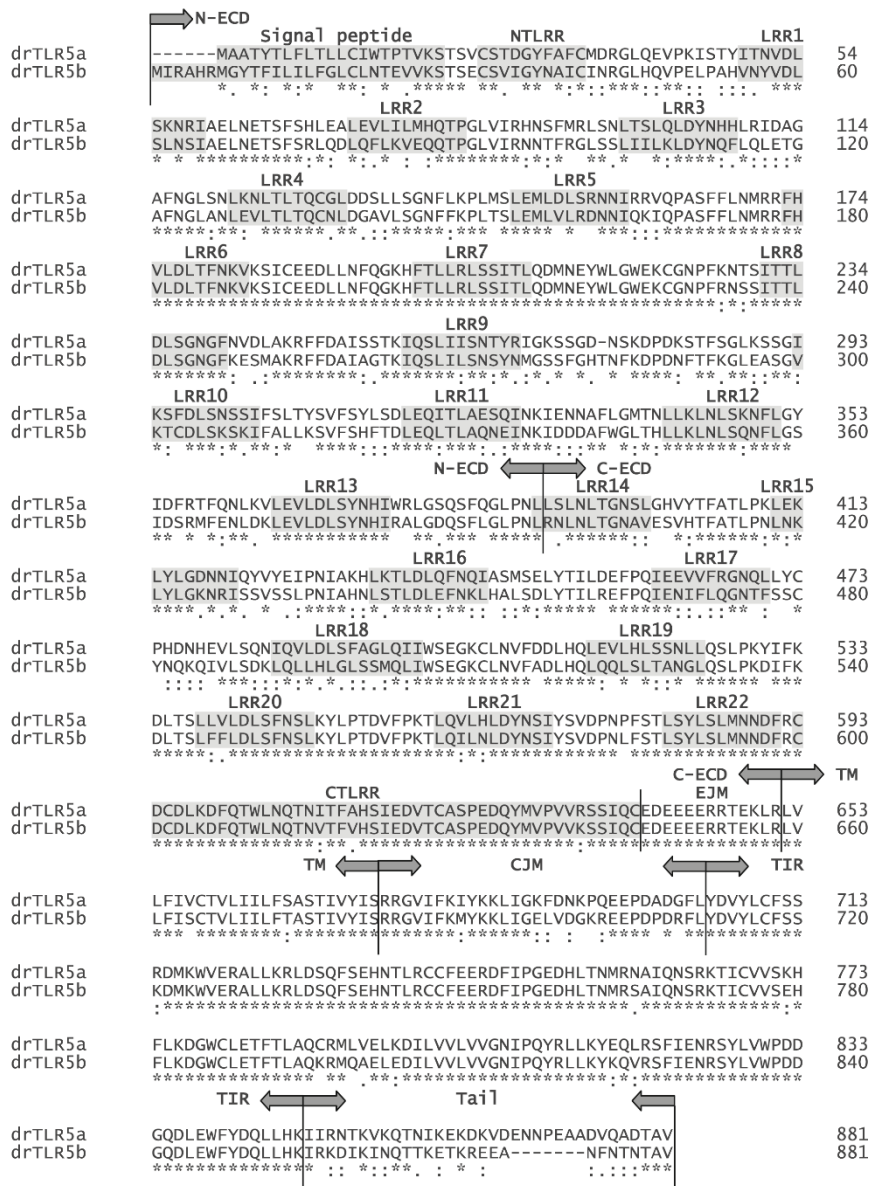 N-ECD
Signal peptide NTLRR LRR1
drTLR5a ------MAATYTLFLTLLCIWTPTVKSTSVCSTDGYFAFCMDRGLQEVPKISTYITNVDL 54
drTLR5b MIRAHRMGYTFILILFGLCLNTEVVKSTSECSVIGYNAICINRGLHQVPELPAHVNYVDL 60
LRR2 LRR3
drTLR5a SKNRIAELNETSFSHLEALEVLILMHQTPGLVIRHNSFMRLSNLTSLQLDYNHHLRIDAG 114
drTLR5b SLNSIAELNETSFSRLQDLQFLKVEQQTPGLVIRNNTFRGLSSLIILKLDYNQFLQLETG 120
LRR4 LRR5
drTLR5a AFNGLSNLKNLTLTQCGLDDSLLSGNFLKPLMSLEMLDLSRNNIRRVQPASFFLNMRRFH 174
drTLR5b AFNGLANLEVLTLTQCNLDGAVLSGNFFKPLTSLEMLVLRDNNIQKIQPASFFLNMRRFH 180
LRR6 LRR7 LRR8
drTLR5a VLDLTFNKVKSICEEDLLNFQGKHFTLLRLSSITLQDMNEYWLGWEKCGNPFKNTSITTL 234
drTLR5b VLDLTFNKVKSICEEDLLNFQGKHFTLLRLSSITLQDMNEYWLGWEKCGNPFRNSSITTL 240
LRR9
drTLR5a DLSGNGFNVDLAKRFFDAISSTKIQSLIISNTYRIGKSSGD-NSKDPDKSTFSGLKSSGI 293
drTLR5b DLSGNGFKESMAKRFFDAIAGTKIQSLILSNSYNMGSSFGHTNFKDPDNFTFKGLEASGV 300
LRR10 LRR11 LRR12
drTLR5a KSFDLSNSSIFSLTYSVFSYLSDLEQITLAESQINKIENNAFLGMTNLLKLNLSKNFLGY 353
drTLR5b KTCDLSKSKIFALLKSVFSHFTDLEQLTLAQNEINKIDDDAFWGLTHLLKLNLSQNFLGS 360
N-ECD C-ECD
LRR13 LRR14 LRR15
drTLR5a IDFRTFQNLKVLEVLDLSYNHIWRLGSQSFQGLPNLLSLNLTGNSLGHVYTFATLPKLEK 413
drTLR5b IDSRMFENLDKLEVLDLSYNHIRALGDQSFLGLPNLRNLNLTGNAVESVHTFATLPNLNK 420
LRR16 LRR17
drTLR5a LYLGDNNIQYVYEIPNIAKHLKTLDLQFNQIASMSELYTILDEFPQIEEVVFRGNQLLYC 473
drTLR5b LYLGKNRISSVSSLPNIAHNLSTLDLEFNKLHALSDLYTILREFPQIENIFLQGNTFSSC 480
LRR18 LRR19
drTLR5a PHDNHEVLSQNIQVLDLSFAGLQIIWSEGKCLNVFDDLHQLEVLHLSSNLLQSLPKYIFK 533
drTLR5b YNQKQIVLSDKLQLLHLGLSSMQLIWSEGKCLNVFADLHQLQQLSLTANGLQSLPKDIFK 540
LRR20 LRR21 LRR22
drTLR5a DLTSLLVLDLSFNSLKYLPTDVFPKTLQVLHLDYNSIYSVDPNPFSTLSYLSLMNNDFRC 593
drTLR5b DLTSLFFLDLSFNSLKYLPTDVFPKTLQILNLDYNSIYSVDPNLFSTLSYLSLMNNDFRC 600
C-ECD TM
CTLRR EJM
drTLR5a DCDLKDFQTWLNQTNITFAHSIEDVTCASPEDQYMVPVVRSSIQCEDEEEERRTEKLRLV 653
drTLR5b DCDLKDFQTWLNQTNVTFVHSIEDVTCASPEDQYMVPVVKSSIQCEDEEEERRTEKLRLV 660
TM CJM TIR
drTLR5a LFIVCTVLIILFSASTIVYISRRGVIFKIYKKLIGKFDNKPQEEPDADGFLYDVYLCFSS 713
drTLR5b LFISCTVLIILFTASTIVYISRRGVIFKMYKKLIGELVDGKREEPDPDRFLYDVYLCFSS 720
drTLR5a RDMKWVERALLKRLDSQFSEHNTLRCCFEERDFIPGEDHLTNMRNAIQNSRKTICVVSKH 773
drTLR5b KDMKWVERALLKRLDSQFSEHNTLRCCFEERDFIPGEDHLTNMRSAIQNSRKTICVVSEH 780
drTLR5a FLKDGWCLETFTLAQCRMLVELKDILVVLVVGNIPQYRLLKYEQLRSFIENRSYLVWPDD 833
drTLR5b FLKDGWCLETFTLAQKRMQAELEDILVVLVVGNIPQYRLLKYKQVRSFIENRSYLVWPDD 840
TIR Tail
drTLR5a GQDLEWFYDQLLHKIIRNTKVKQTNIKEKDKVDENNPEAADVQADTAV 881
drTLR5b GQDLEWFYDQLLHKIRKDIKINQTTKETKREEA-------NFNTNTAV 881